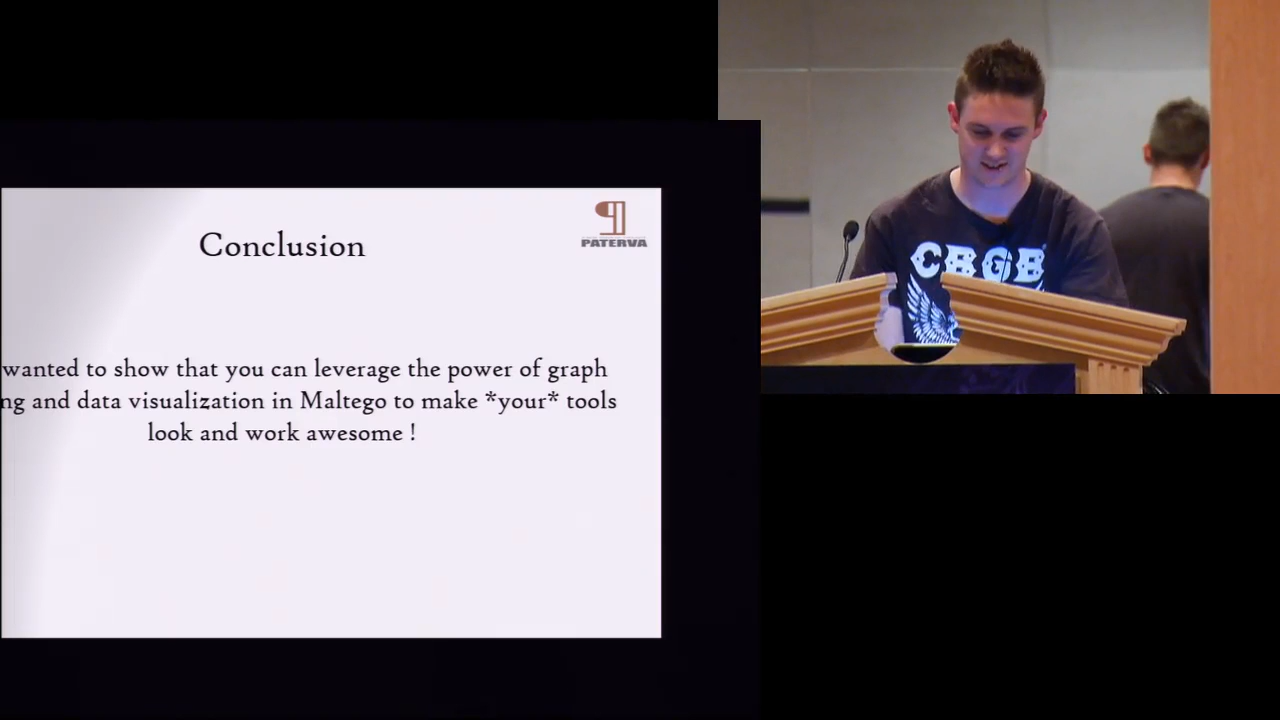 Conclusion
PATERVA
wanted to show that you can leverage the power of graph
ng and data visualization in Maltego to make *your* tools
look and work awesome !
CBGB